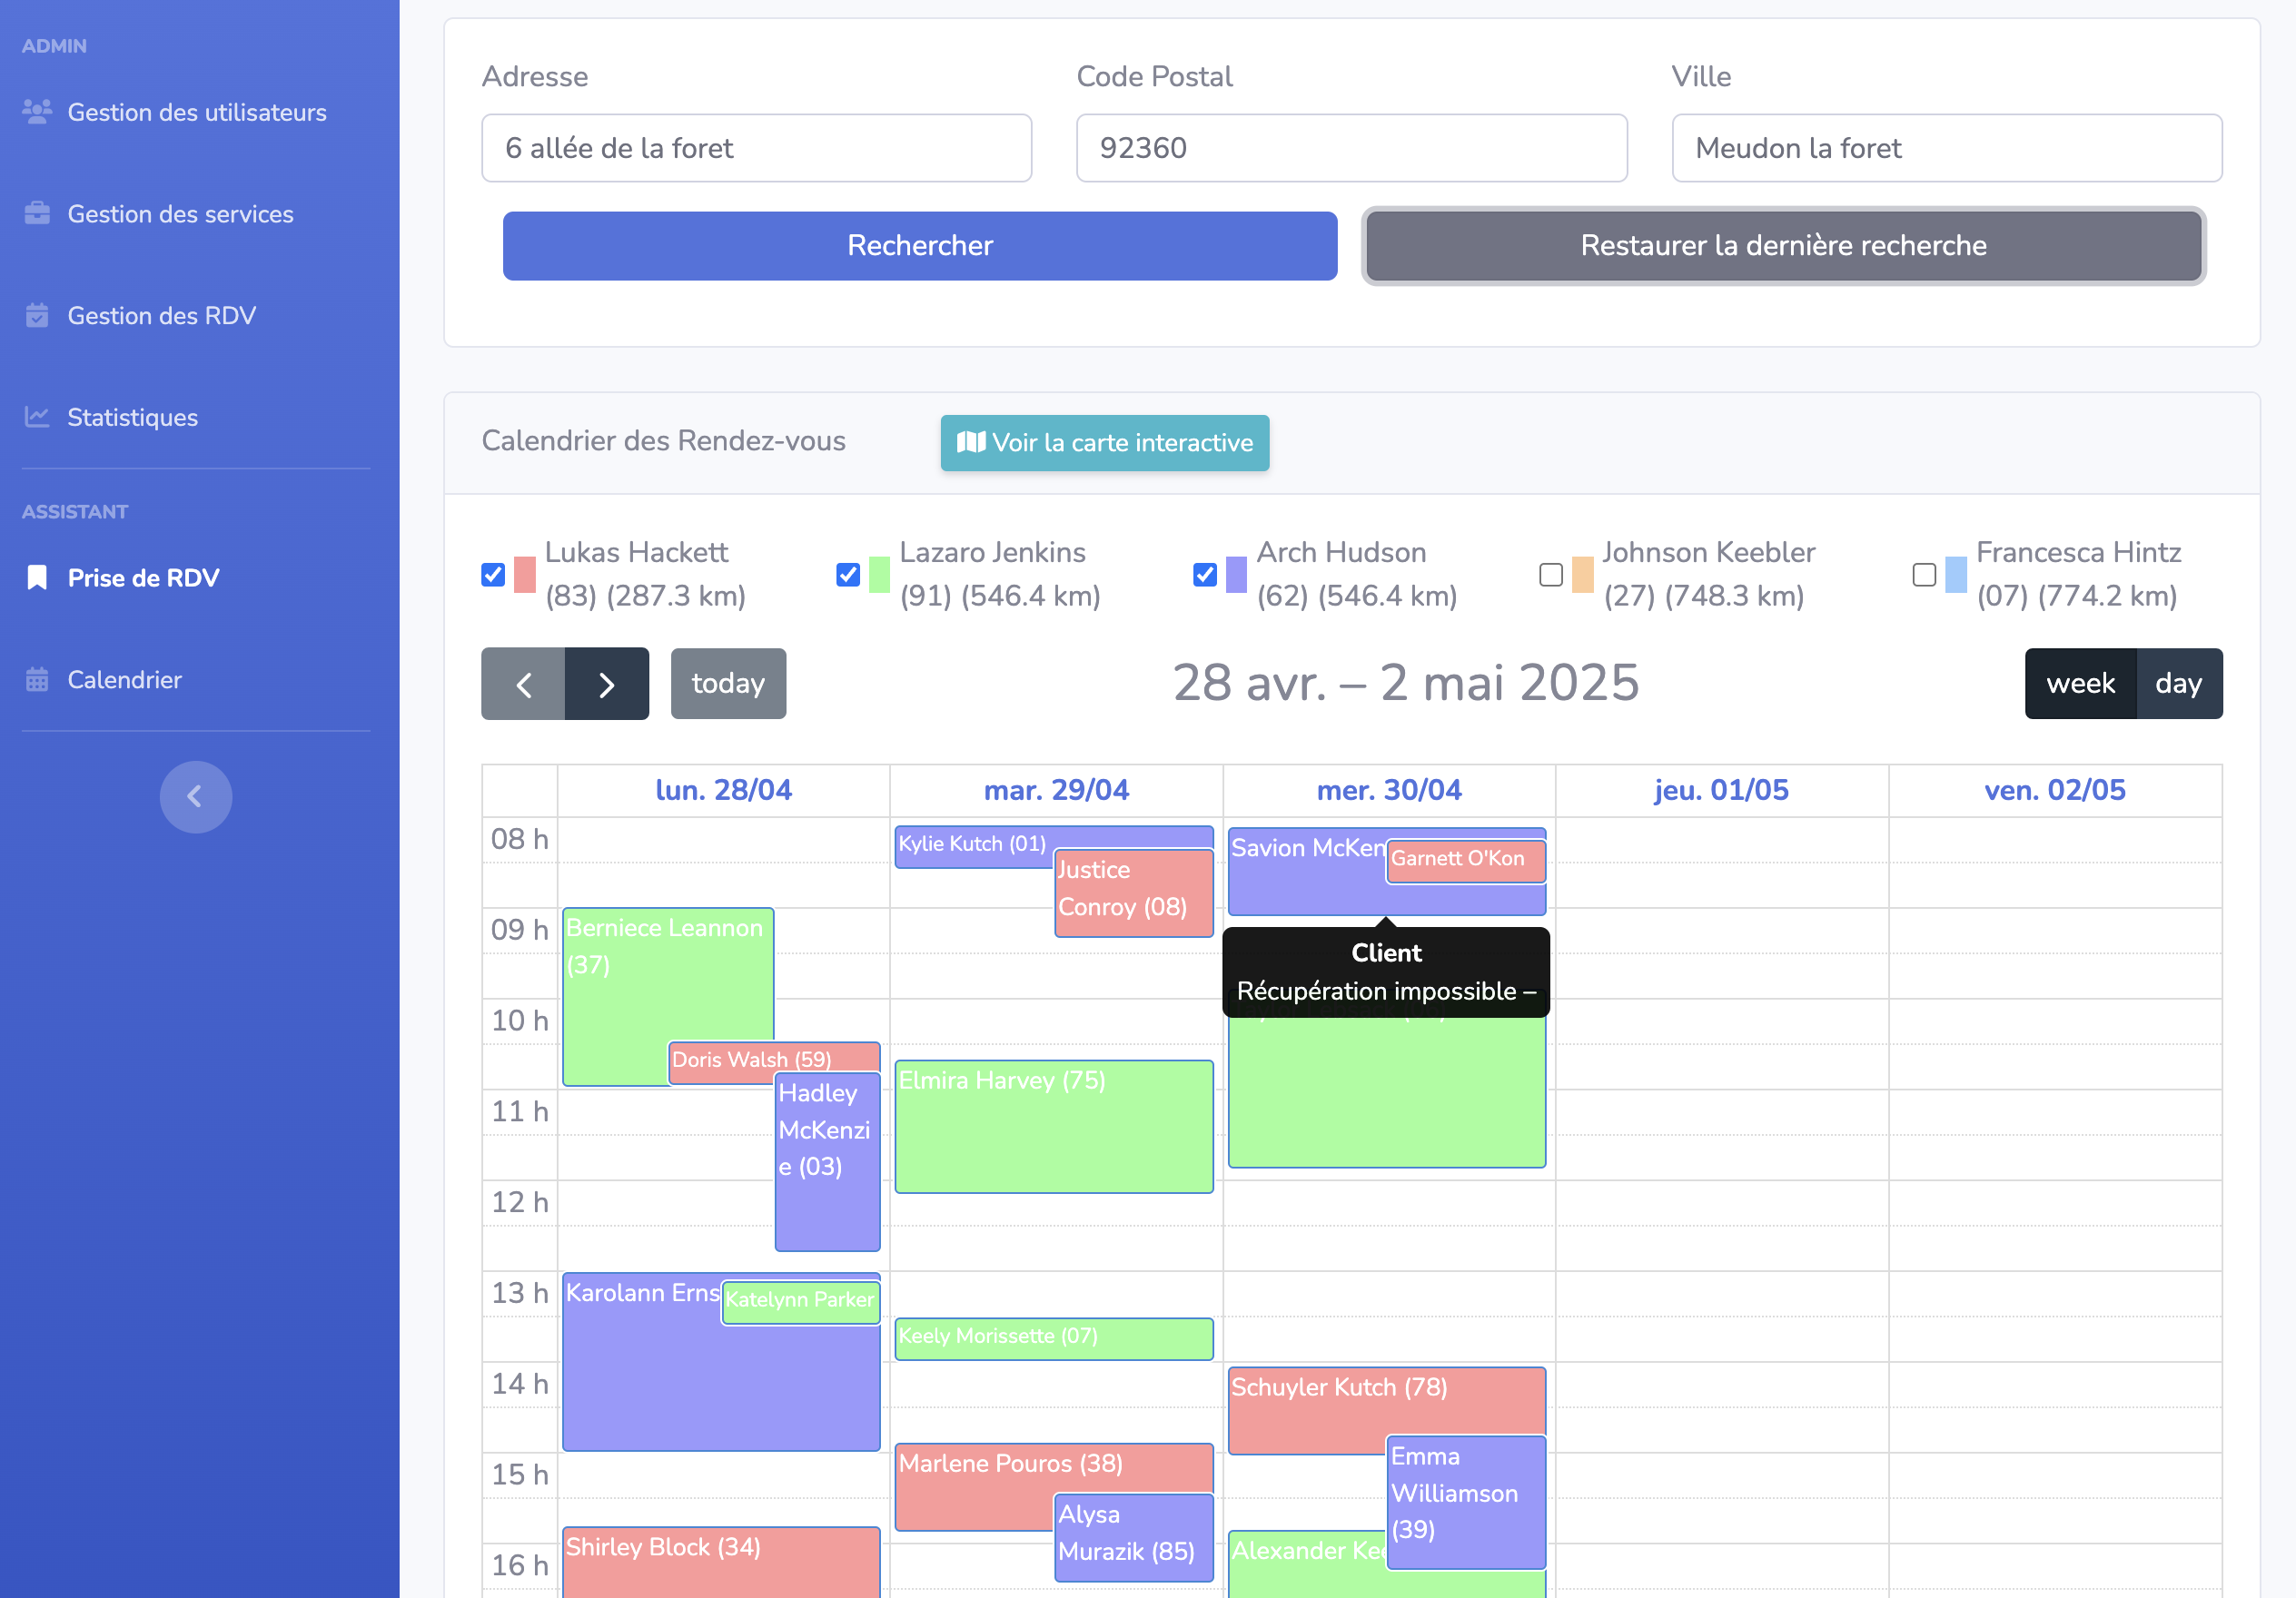 ADMIN
Gestion des utilisateurs
Gestion des services
Gestion des RDV
Statistiques
ASSISTANT
Prise de RDV
Calendrier
Adresse
Code Postal
Ville
6 allée de la foret
92360
Meudon la foret
Rechercher
Restaurer la dernière recherche
Calendrier des Rendez-vous
Voir la carte interactive
Lukas Hackett
(83) (287.3 km)
Lazaro Jenkins
(91) (546.4 km)
Arch Hudson
(62) (546.4 km)
Johnson Keebler
(27) (748.3 km)
Francesca Hintz
(07) (774.2 km)
today
28 avr. – 2 mai 2025
week
day
lun. 28/04
mar. 29/04
mer. 30/04
jeu. 01/05
ven. 02/05
08 h
Kylie Kutch (01)
Justice
Conroy (08)
Savion McKen
Garnett O'Kon
09 h
Berniece Leannon
(37)
Client
Récupération impossible –
10 h
Doris Walsh (59)
Hadley
McKenzi
e (03)
Elmira Harvey (75)
11 h
12 h
13 h
Karolann Erns
Katelynn Parker
Keely Morissette (07)
14 h
Schuyler Kutch (78)
Marlene Pouros (38)
Emma
Williamson
(39)
15 h
Alysa
Murazik (85)
Shirley Block (34)
Alexander Kee
16 h